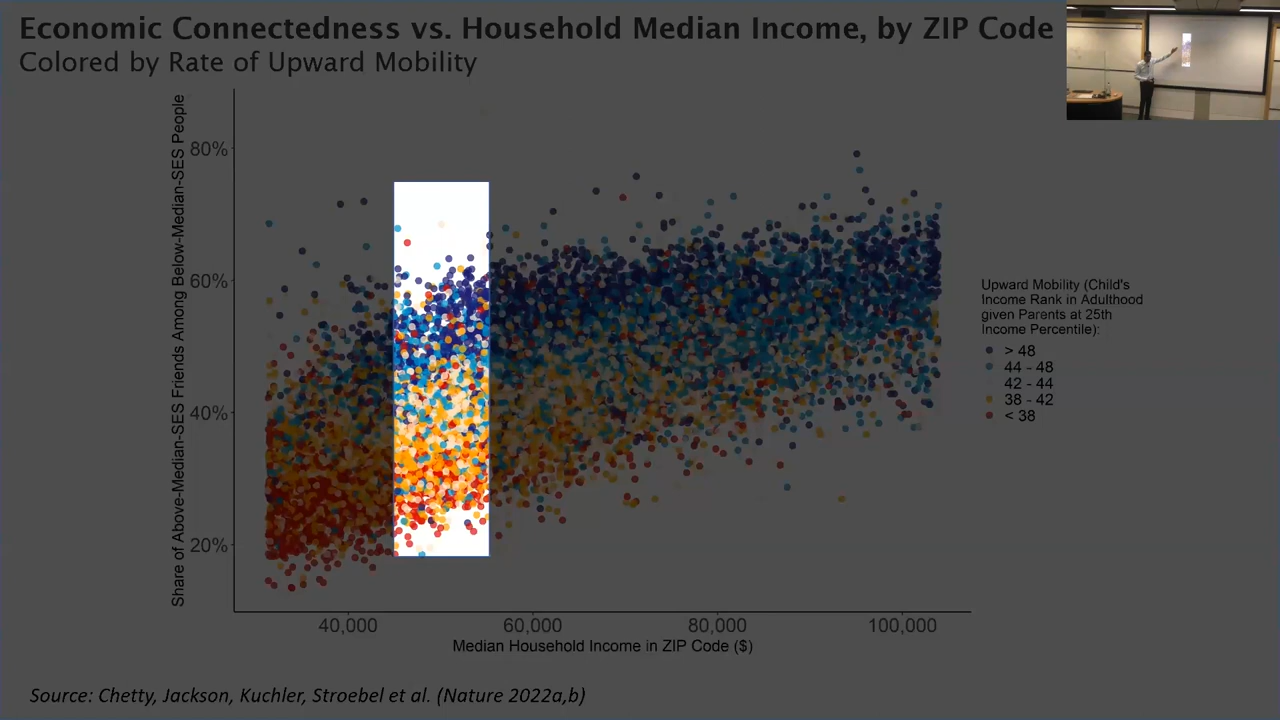 Economic Connectedness vs. Household Median Income, by ZIP Code
Colored by Rate of Upward Mobility
Share of Above-Median-SES Friends Among Below-Median-SES People
80%
60%
40%
20%
40,000
60,000
80,000
100,000
Median Household Income in ZIP Code ($)
Upward Mobility (Child's
Income Rank in Adulthood
given Parents at 25th
Income Percentile):
> 48
44 - 48
42 - 44
38 - 42
< 38
Source: Chetty, Jackson, Kuchler, Stroebel et al. (Nature 2022a,b)